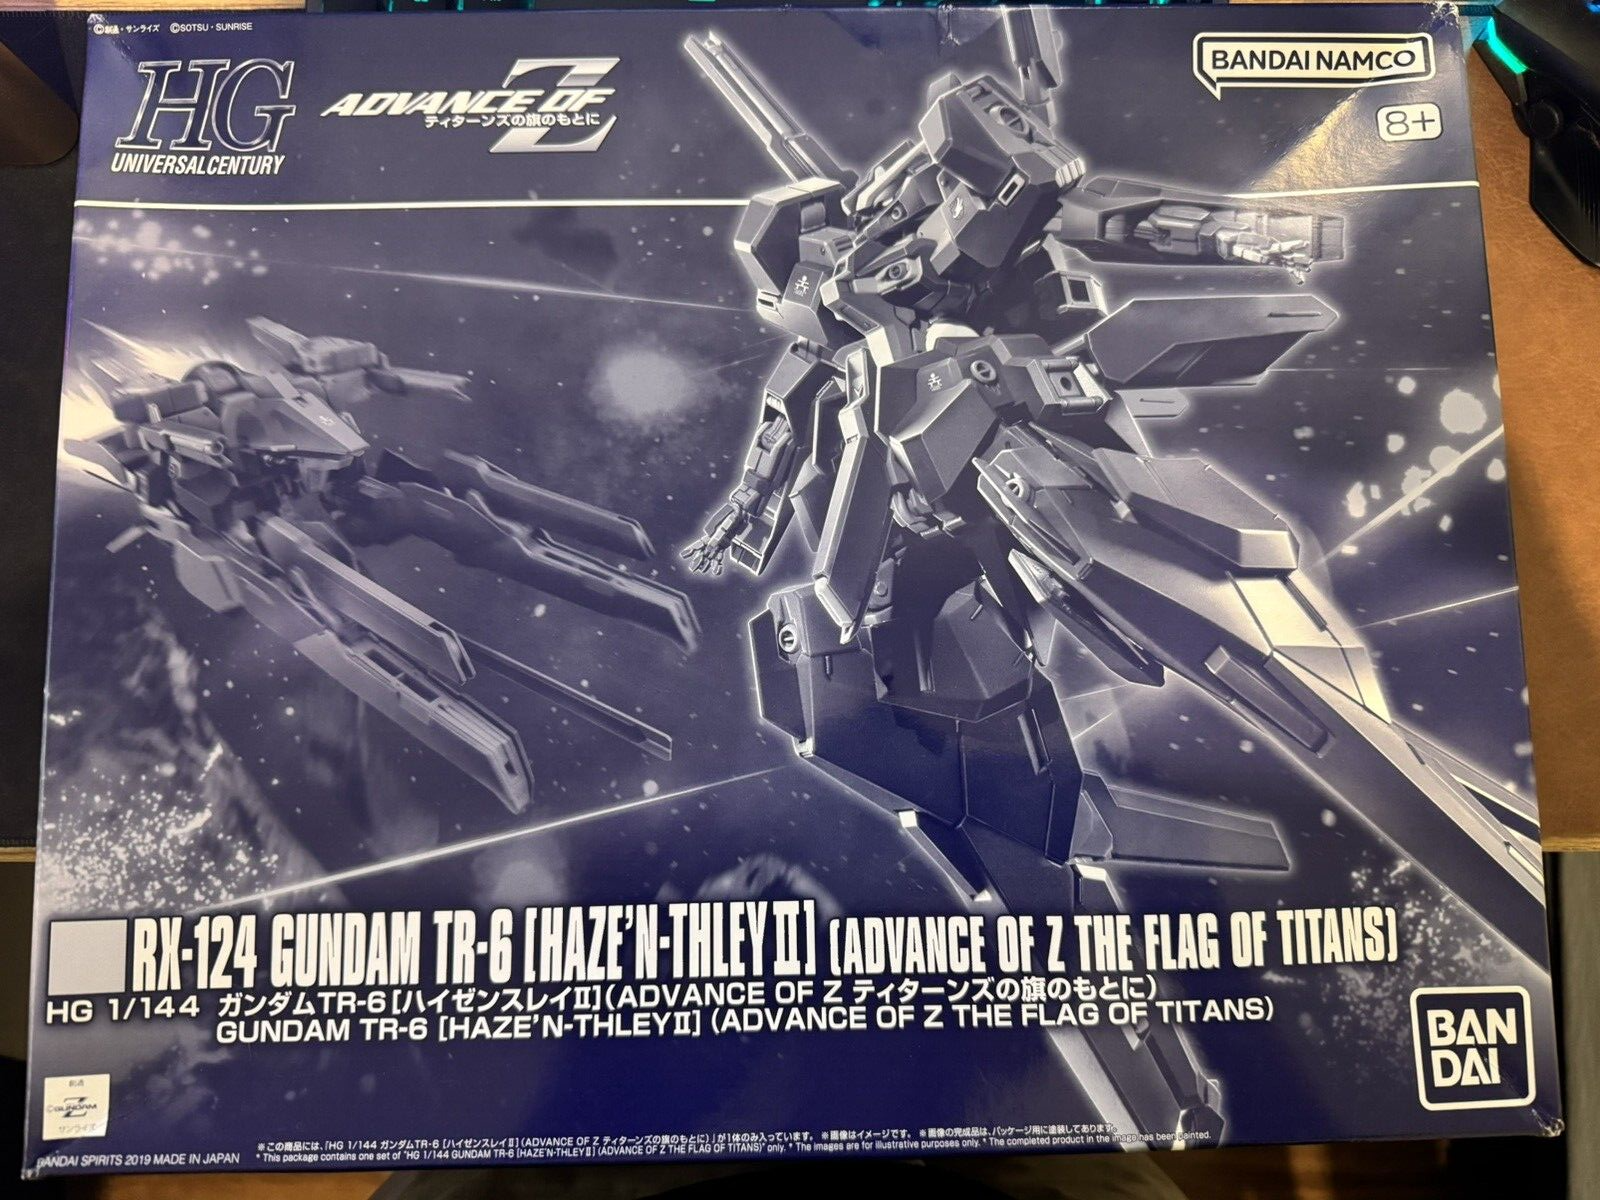 ©創通・サンライズ ©SOTSU・SUNRISE
HG
UNIVERSAL CENTURY
ADVANCE OF Z
ティターンズの旗のもとに
BANDAI NAMCO
8+
RX-124 GUNDAM TR-6 [HAZE'N-THLEYⅡ] (ADVANCE OF Z THE FLAG OF TITANS)
HG 1/144 ガンダムTR-6[ハイゼンスレイⅡ](ADVANCE OF Z ティターンズの旗のもとに)
GUNDAM TR-6 [HAZE'N-THLEYⅡ] (ADVANCE OF Z THE FLAG OF TITANS)
BAN
DAI
創通
©GUNDAM Z
サンライズ
※この商品には、「HG 1/144 ガンダムTR-6 [ハイゼンスレイⅡ](ADVANCE OF Z ティターンズの旗のもとに)」が1体のみ入っています。 ※画像はイメージです。 ※画像の完成品は、パッケージ用に塗装してあります。
* This package contains one set of "HG 1/144 GUNDAM TR-6 [HAZE'N-THLEYⅡ] (ADVANCE OF Z THE FLAG OF TITANS)" only. * The images are for illustrative purposes only. * The completed product in the image has been painted.
BANDAI SPIRITS 2019 MADE IN JAPAN